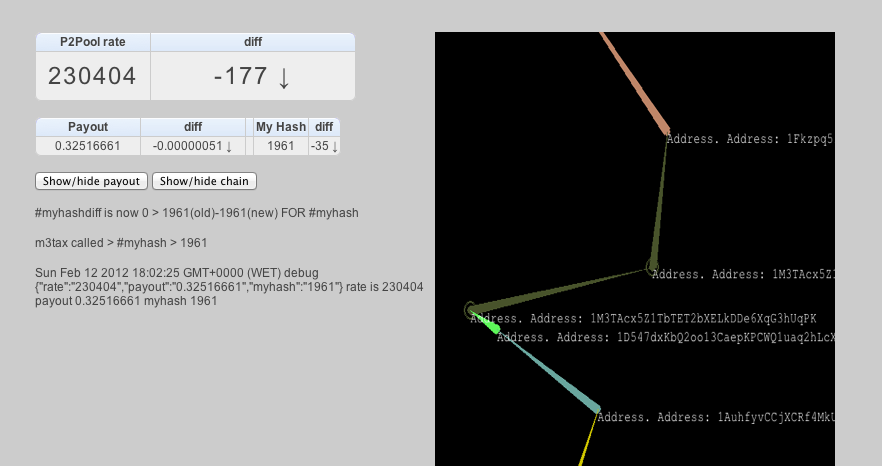 P2Pool rate diff
230404 -177 ↓
Payout diff My Hash diff
0.32516661 -0.00000051 ↓ 1961 -35 ↓
Show/hide payout Show/hide chain
#myhashdiff is now 0 > 1961(old)-1961(new) FOR #myhash
m3tax called > #myhash > 1961
Sun Feb 12 2012 18:02:25 GMT+0000 (WET) debug
{"rate":"230404","payout":"0.32516661","myhash":"1961"} rate is 230404
payout 0.32516661 myhash 1961
Address. Address: 1Fkzpq5
Address. Address: 1M3TAcx5Z1
Address. Address: 1M3TAcx5Z1TbTET2bXELkDDe6XqG3hUqPK
Address. Address: 1D547dxKbQ2oo13CaepKPCWQ1uaq2hLcX
Address. Address: 1AuhfyvCCjXCRf4MkU